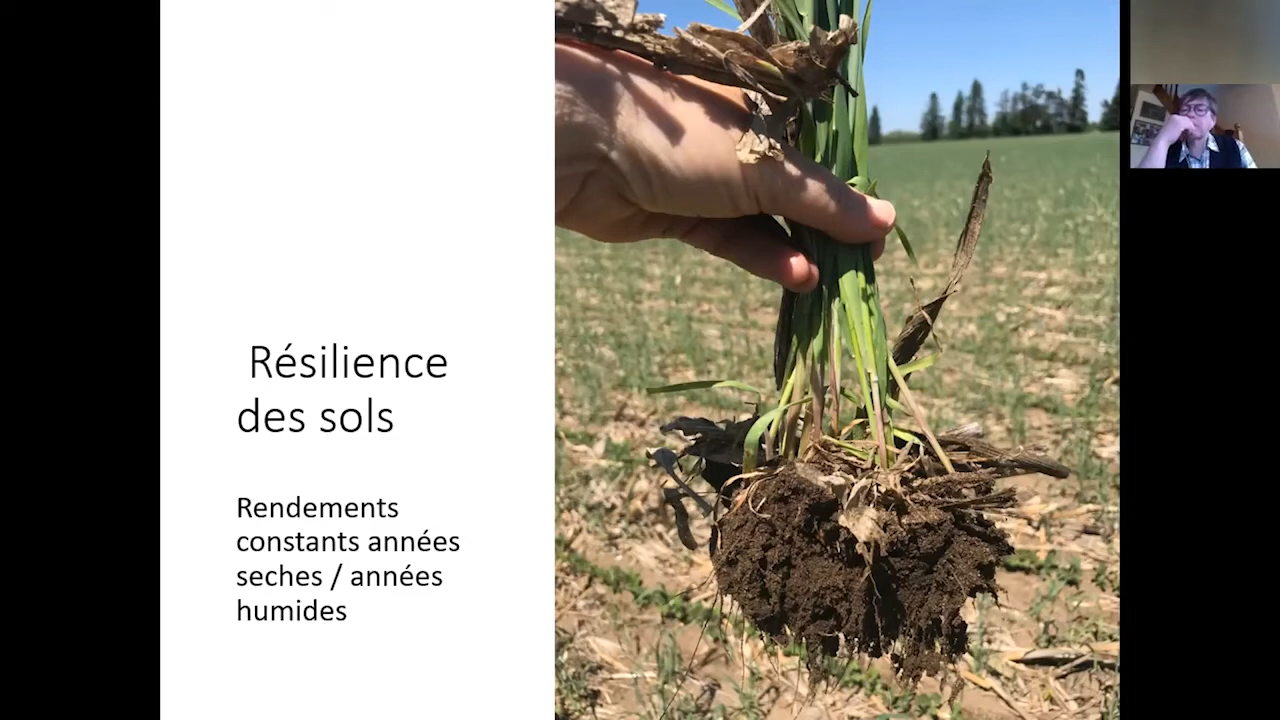 Résilience
des sols
Rendements
constants années
seches / années
humides